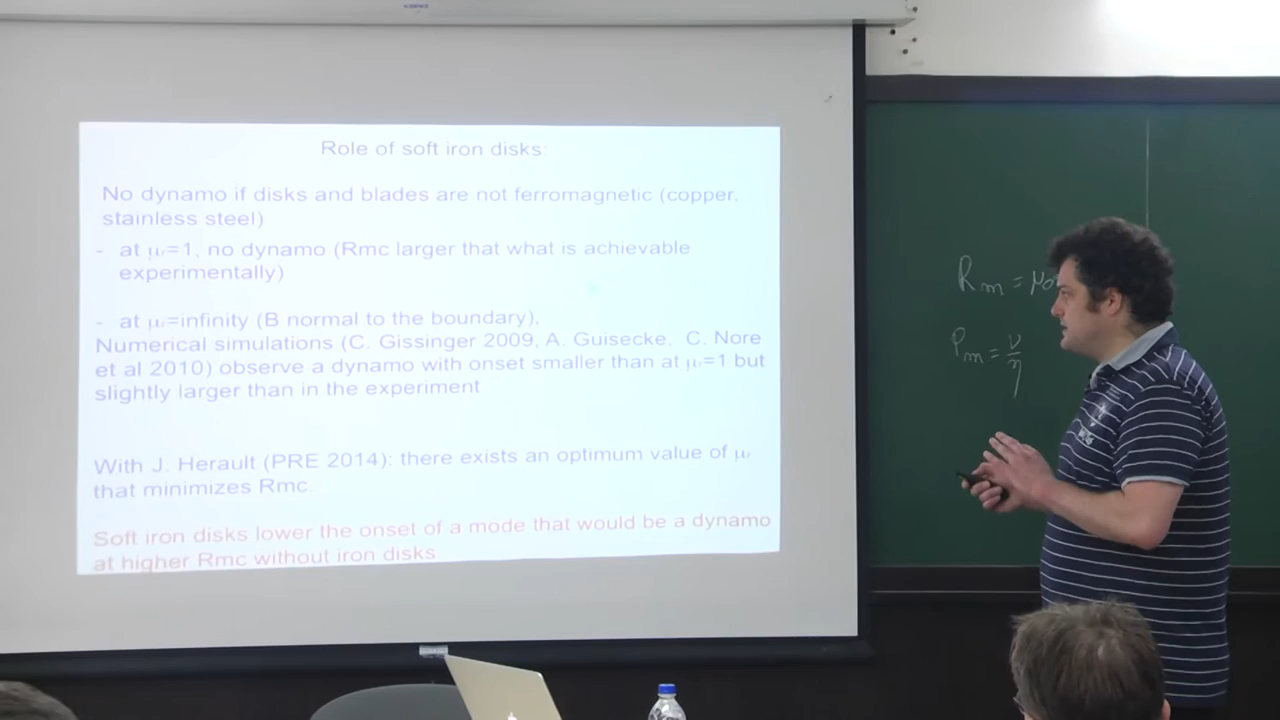 Role of soft iron disks:
No dynamo if disks and blades are not ferromagnetic (copper,
stainless steel)
- at μr=1, no dynamo (Rmc larger that what is achievable
experimentally)
- at μr=infinity (B normal to the boundary),
Numerical simulations (C. Gissinger 2009, A. Guisecke, C. Nore
et al 2010) observe a dynamo with onset smaller than at μr=1 but
slightly larger than in the experiment
With J. Herault (PRE 2014): there exists an optimum value of μr
that minimizes Rmc.
Soft iron disks lower the onset of a mode that would be a dynamo
at higher Rmc without iron disks
Rm = μ0
Pm = ν/η